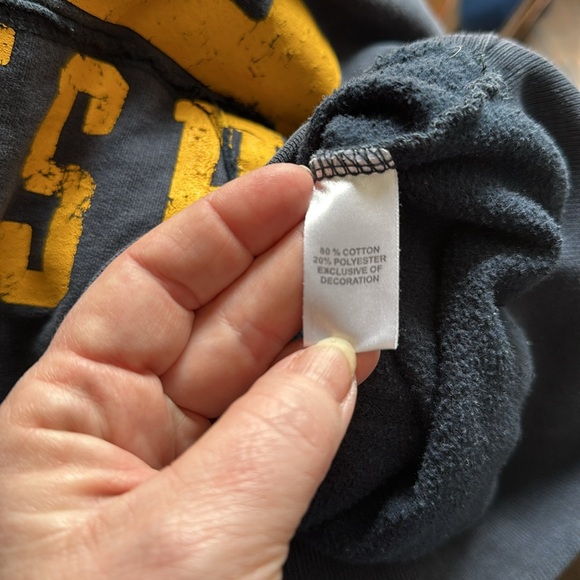 80 % COTTON
20% POLYESTER
EXCLUSIVE OF
DECORATION